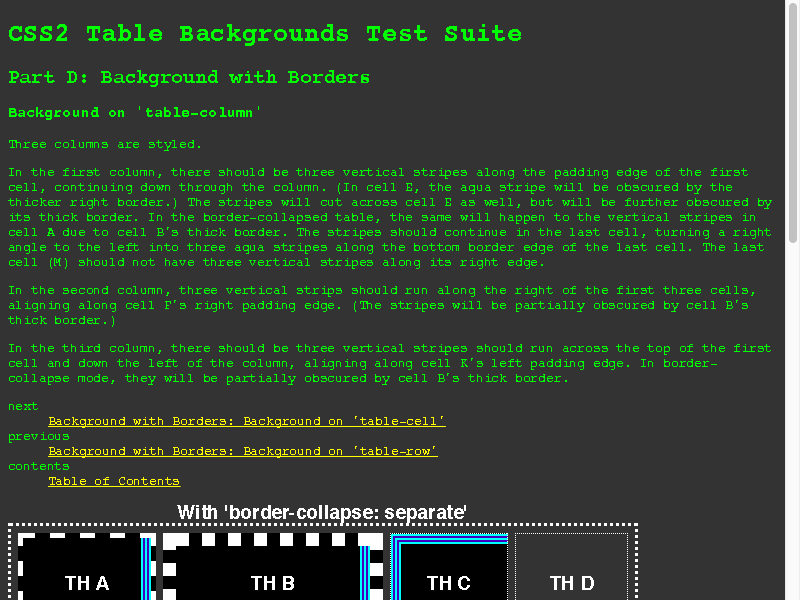 CSS2 Table Backgrounds Test Suite
Part D: Background with Borders
Background on 'table-column'
Three columns are styled.
In the first column, there should be three vertical stripes along the padding edge of the first
cell, continuing down through the column. (In cell E, the aqua stripe will be obscured by the
thicker right border.) The stripes will cut across cell E as well, but will be further obscured by
its thick border. In the border-collapsed table, the same will happen to the vertical stripes in
cell A due to cell B's thick border. The stripes should continue in the last cell, turning a right
angle to the left into three aqua stripes along the bottom border edge of the last cell. The last
cell (M) should not have three vertical stripes along its right edge.
In the second column, three vertical strips should run along the right of the first three cells,
aligning along cell F's right padding edge. (The stripes will be partially obscured by cell B's
thick border.)
In the third column, there should be three vertical stripes should run across the top of the first
cell and down the left of the column, aligning along cell K's left padding edge. In border-
collapse mode, they will be partially obscured by cell B's thick border.
next
Background with Borders: Background on 'table-cell'
previous
Background with Borders: Background on 'table-row'
contents
Table of Contents
With 'border-collapse: separate'
TH A TH B TH C TH D